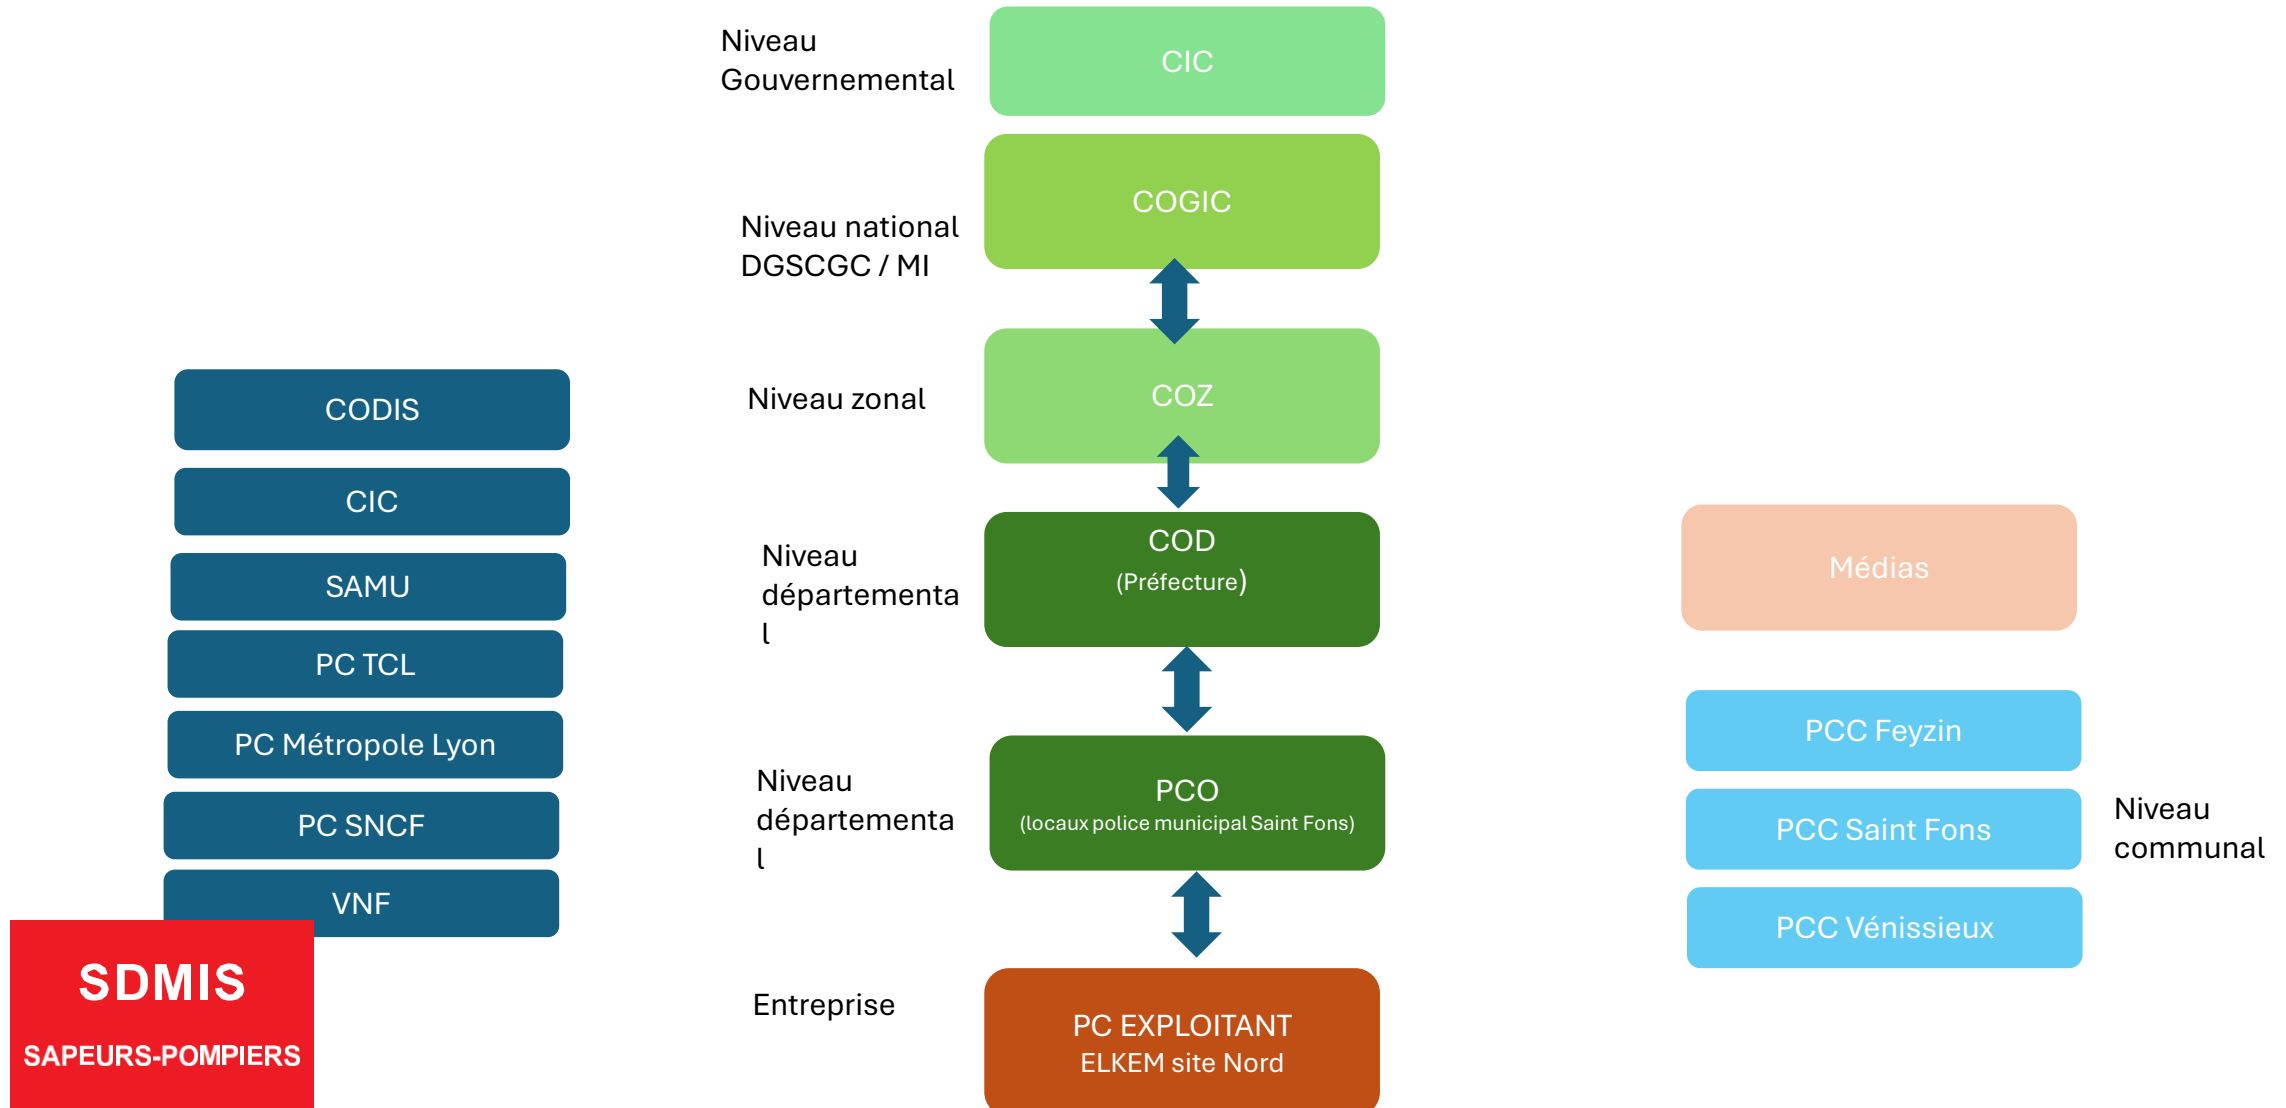 Niveau
Gouvernemental
CIC
COGIC
Niveau national
DGSCGC / MI
Niveau zonal
COZ
CODIS
CIC
SAMU
PC TCL
PC Métropole Lyon
PC SNCF
VNF
SDMIS
SAPEURS-POMPIERS
Niveau
départementa
l
COD
(Préfecture)
Niveau
départementa
l
PCO
(locaux police municipal Saint Fons)
Entreprise
PC EXPLOITANT
ELKEM site Nord
Médias
PCC Feyzin
PCC Saint Fons
PCC Vénissieux
Niveau
communal